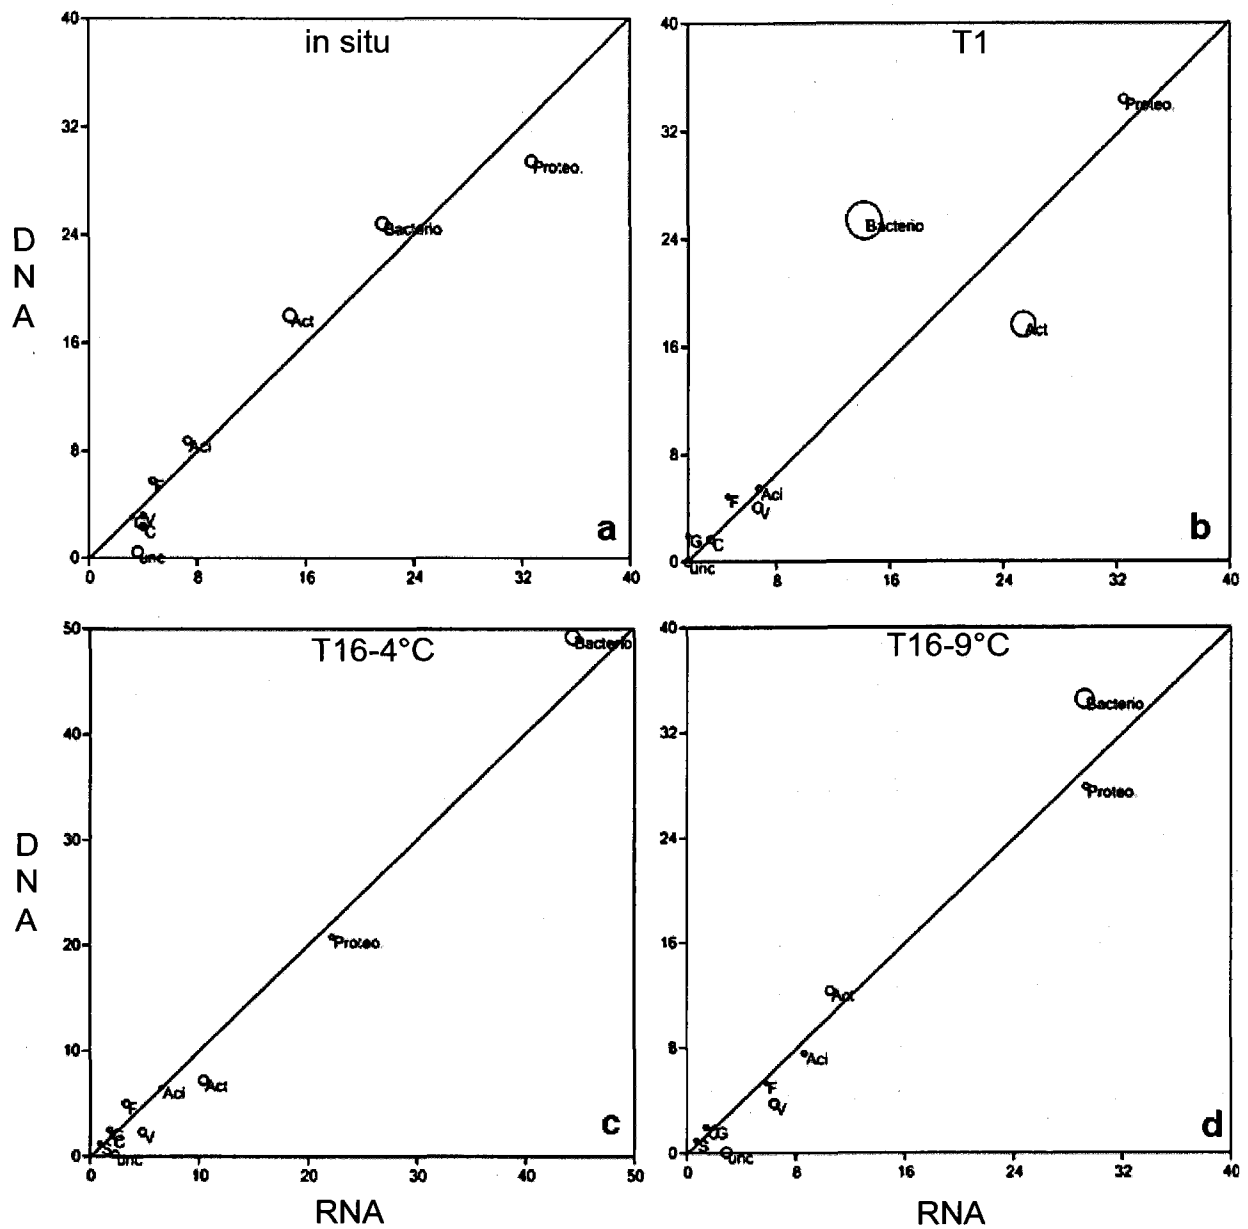 40
in situ
32
Proteo.
Bacterio
24
D
N
A
Act
16
8
Aci
F
G V
C
unc
a
0
0 8 16 24 32 40
40
T1
Proteo.
32
Bacterio
24
Act
16
8
Aci
F
V
G C
unc
b
0
8 16 24 32 40
50
T16-4°C
Bacterio
40
30
D
N
A
20
Proteo.
10
Aci
Act
F
V
G
C
S
unc
c
0
0 10 20 30 40 50
RNA
40
T16-9°C
Bacterio
32
Proteo.
24
16
Act
8
Aci
F
V
G
S
unc
d
0
0 8 16 24 32 40
RNA